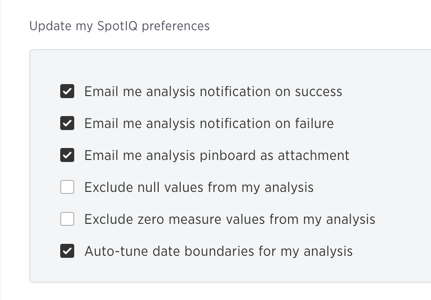 Update my SpotIQ preferences
Email me analysis notification on success
Email me analysis notification on failure
Email me analysis pinboard as attachment
Exclude null values from my analysis
Exclude zero measure values from my analysis
Auto-tune date boundaries for my analysis